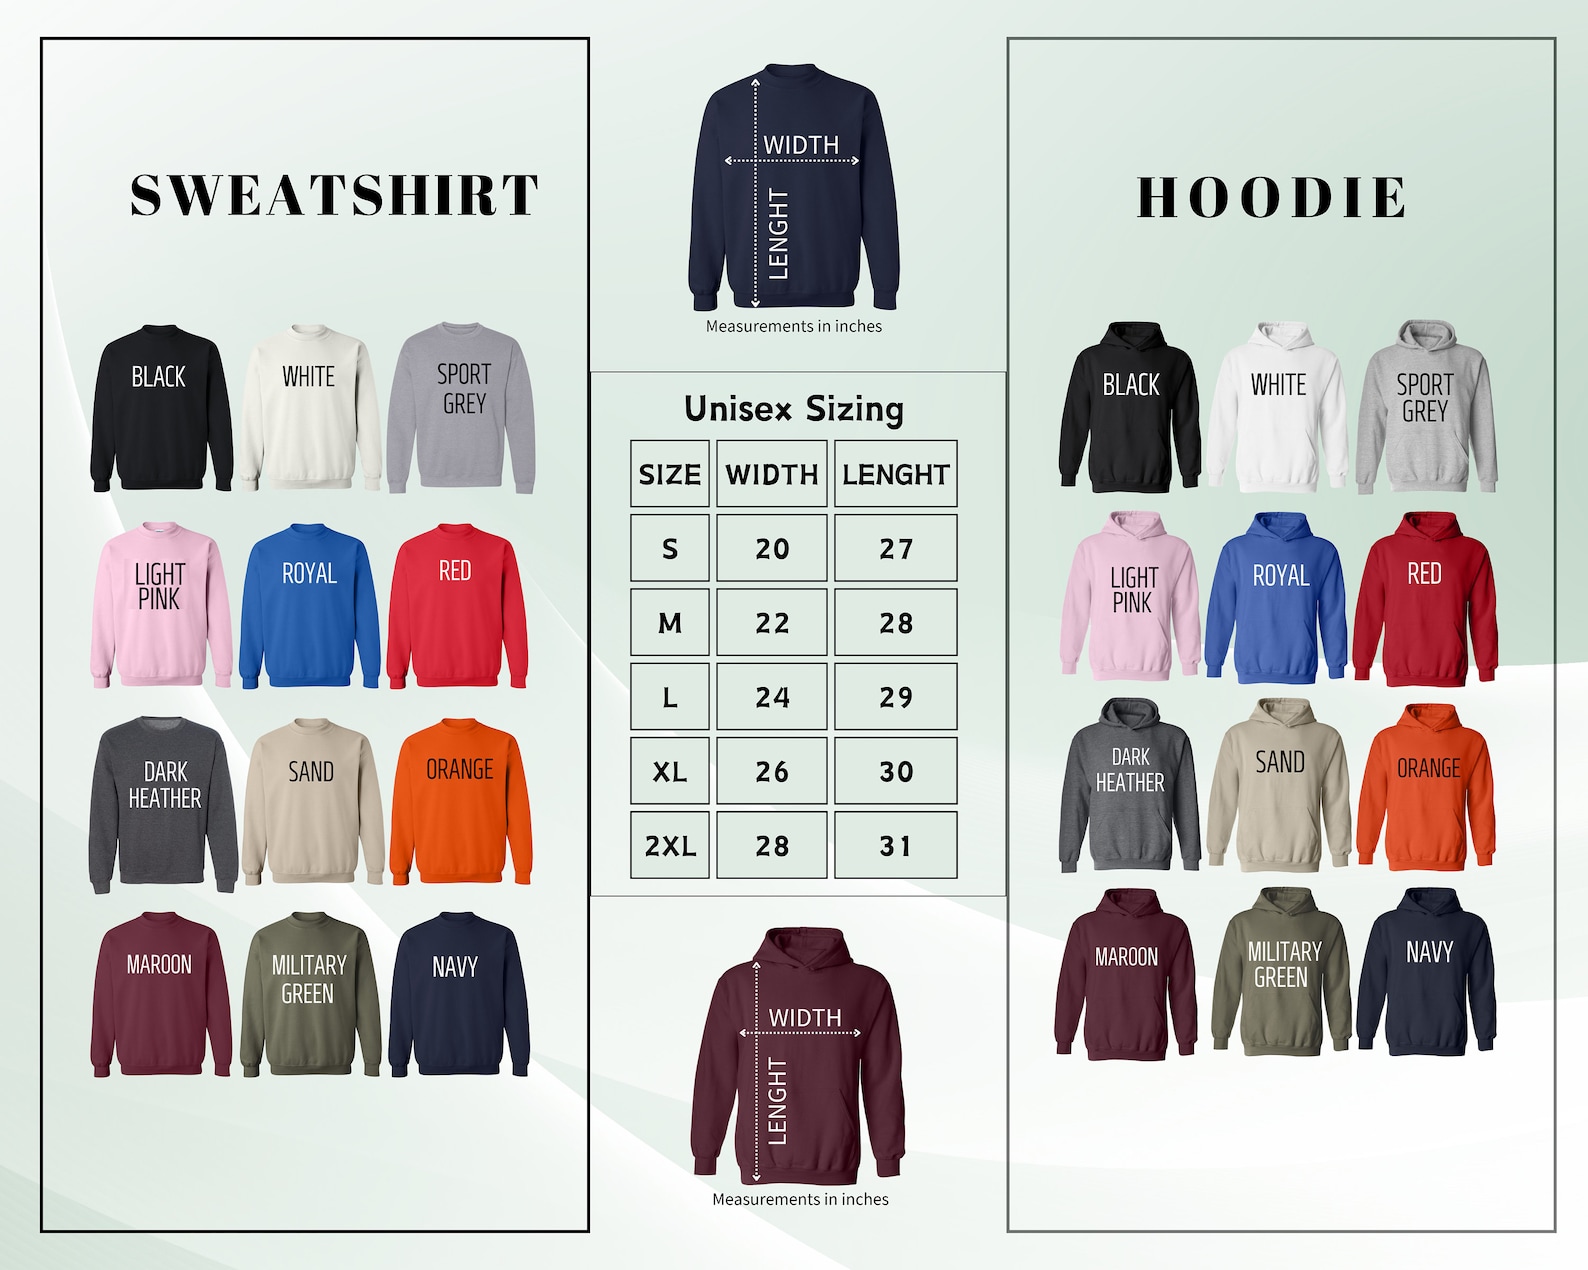 SWEATSHIRT
BLACK
WHITE
SPORT
GREY
LIGHT
PINK
ROYAL
RED
DARK
HEATHER
SAND
ORANGE
MAROON
MILITARY
GREEN
NAVY
WIDTH
LENGHT
Measurements in inches
Unisex Sizing
SIZE WIDTH LENGHT
S 20 27
M 22 28
L 24 29
XL 26 30
2XL 28 31
WIDTH
LENGHT
Measurements in inches
HOODIE
BLACK
WHITE
SPORT
GREY
LIGHT
PINK
ROYAL
RED
DARK
HEATHER
SAND
ORANGE
MAROON
MILITARY
GREEN
NAVY